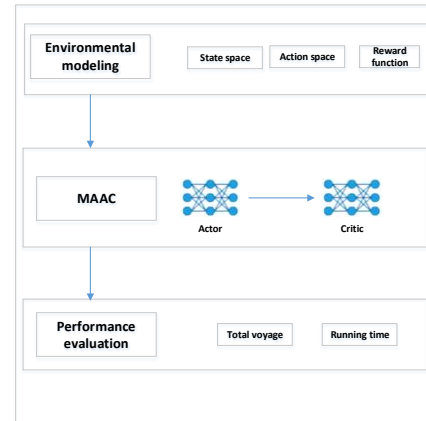 Environmental
modeling
State space
Action space
Reward
function
MAAC
Actor
Critic
Performance
evaluation
Total voyage
Running time